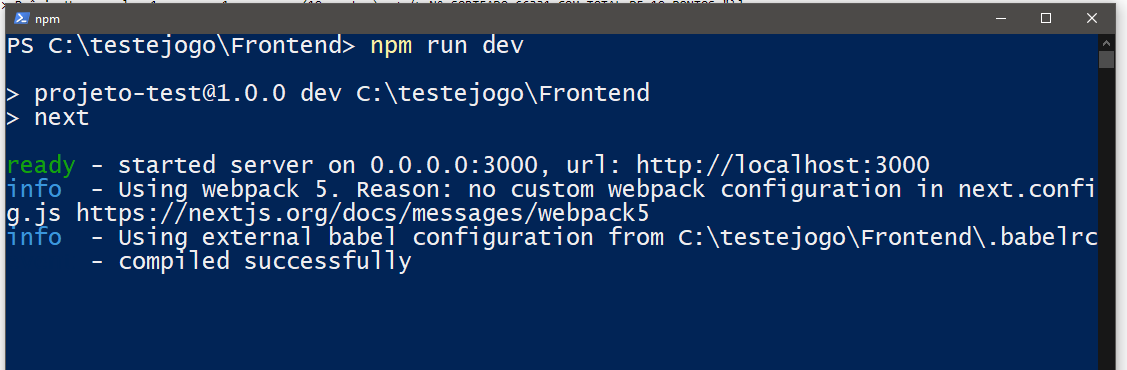 npm
PS C:\testejogo\Frontend> npm run dev
> projeto-test@1.0.0 dev C:\testejogo\Frontend
> next
ready - started server on 0.0.0.0:3000, url: http://localhost:3000
info  - Using webpack 5. Reason: no custom webpack configuration in next.confi
g.js https://nextjs.org/docs/messages/webpack5
info  - Using external babel configuration from C:\testejogo\Frontend\.babelrc
- compiled successfully